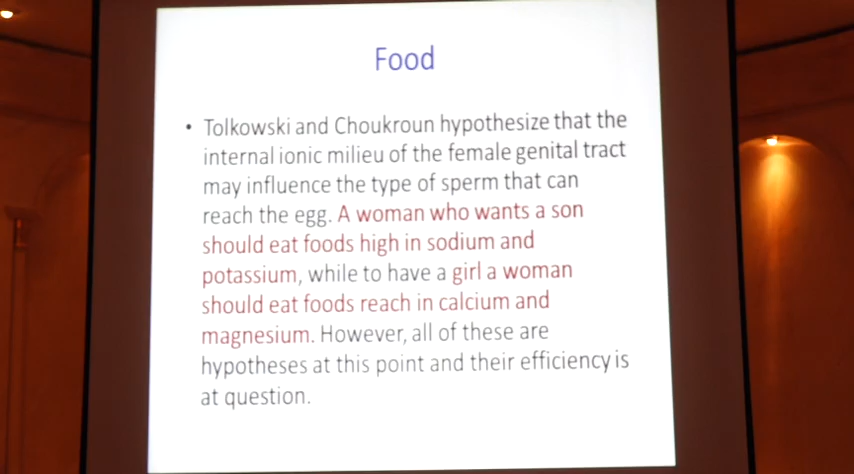 Food
• Tolkowski and Choukroun hypothesize that the
internal ionic milieu of the female genital tract
may influence the type of sperm that can
reach the egg. A woman who wants a son
should eat foods high in sodium and
potassium, while to have a girl a woman
should eat foods reach in calcium and
magnesium. However, all of these are
hypotheses at this point and their efficiency is
at question.